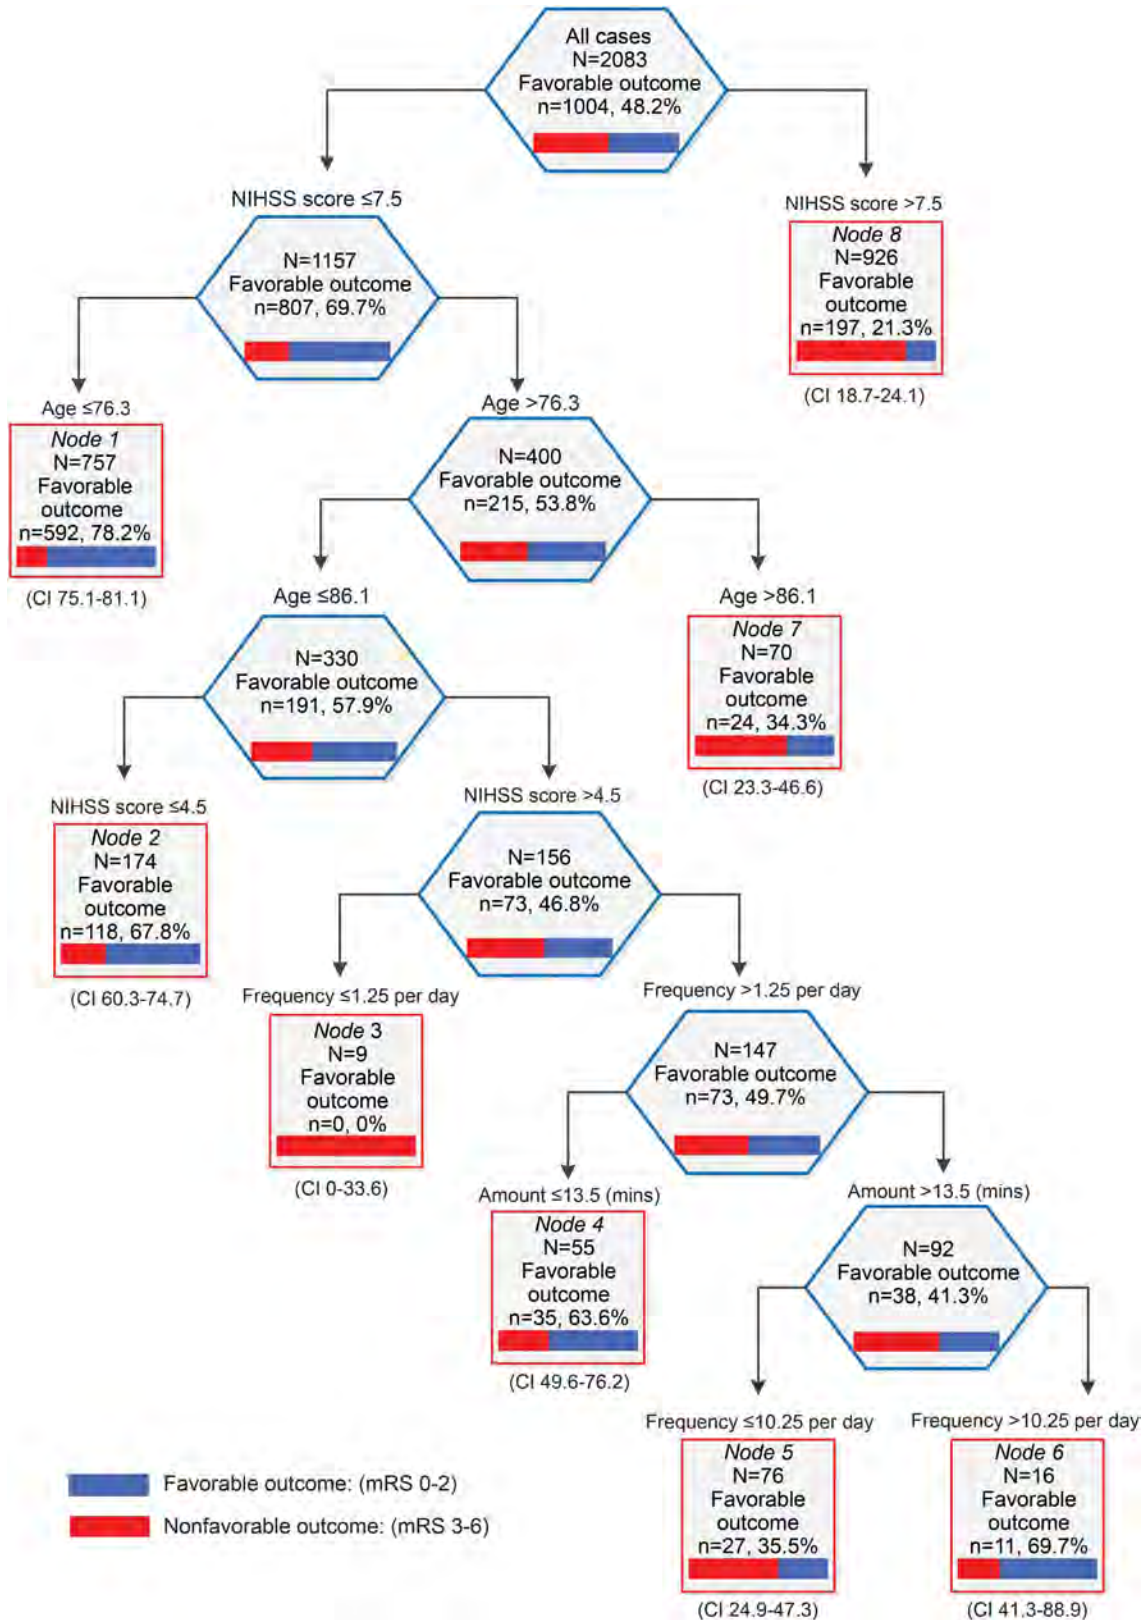 All cases
N=2083
Favorable outcome
n=1004, 48.2%
NIHSS score ≤7.5
NIHSS score >7.5
N=1157
Favorable outcome
n=807, 69.7%
Node 8
N=926
Favorable
outcome
n=197, 21.3%
(CI 18.7-24.1)
Age ≤76.3
Age >76.3
Node 1
N=757
Favorable
outcome
n=592, 78.2%
(CI 75.1-81.1)
N=400
Favorable outcome
n=215, 53.8%
Age ≤86.1
Age >86.1
N=330
Favorable outcome
n=191, 57.9%
Node 7
N=70
Favorable
outcome
n=24, 34.3%
(CI 23.3-46.6)
NIHSS score ≤4.5
NIHSS score >4.5
Node 2
N=174
Favorable
outcome
n=118, 67.8%
(CI 60.3-74.7)
N=156
Favorable outcome
n=73, 46.8%
Frequency ≤1.25 per day
Frequency >1.25 per day
Node 3
N=9
Favorable
outcome
n=0, 0%
(CI 0-33.6)
N=147
Favorable outcome
n=73, 49.7%
Amount ≤13.5 (mins)
Amount >13.5 (mins)
Node 4
N=55
Favorable
outcome
n=35, 63.6%
(CI 49.6-76.2)
N=92
Favorable outcome
n=38, 41.3%
Frequency ≤10.25 per day
Frequency >10.25 per day
Node 5
N=76
Favorable
outcome
n=27, 35.5%
(CI 24.9-47.3)
Node 6
N=16
Favorable
outcome
n=11, 69.7%
(CI 41.3-88.9)
Favorable outcome: (mRS 0-2)
Nonfavorable outcome: (mRS 3-6)